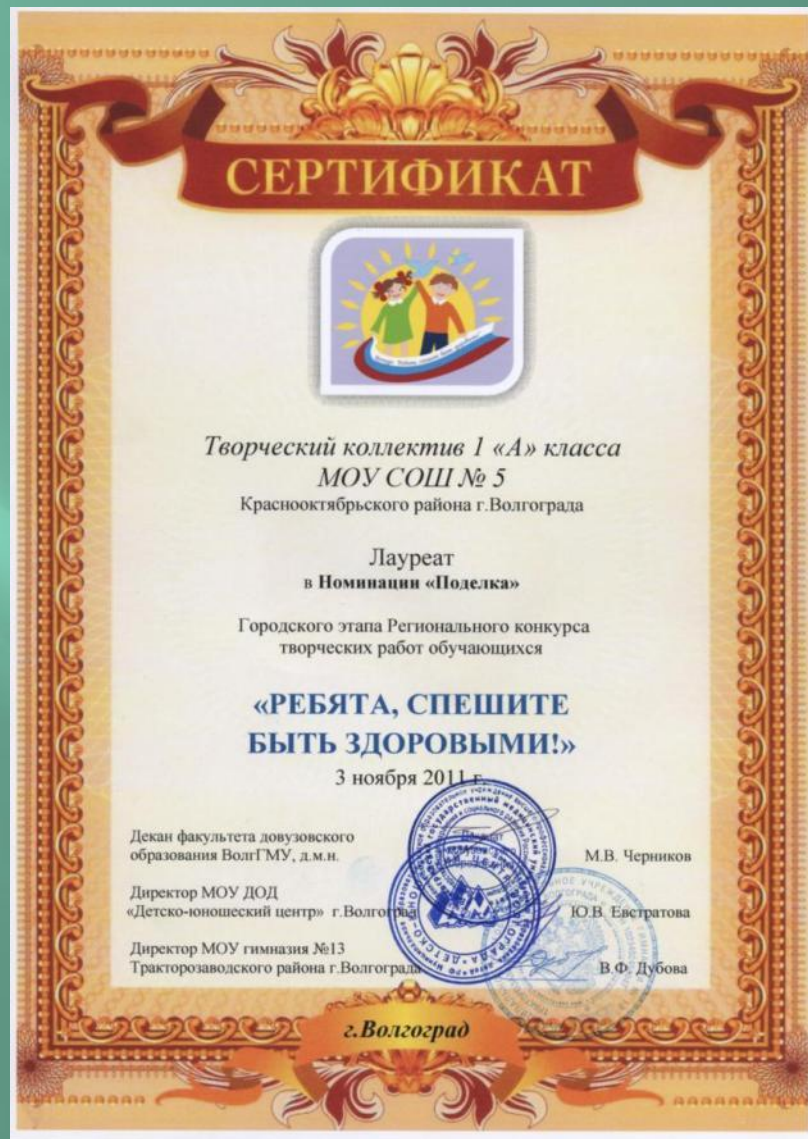 СЕРТИФИКАТ
Творческий коллектив 1 «А» класса
МОУ СОШ № 5
Краснооктябрьского района г.Волгограда
Лауреат
в Номинации «Поделка»
Городского этапа Регионального конкурса
творческих работ обучающихся
«РЕБЯТА, СПЕШИТЕ
БЫТЬ ЗДОРОВЫМИ!»
3 ноября 2011 г.
Декан факультета довузовского
образования ВолгГМУ, д.м.н.
М.В. Черников
Директор МОУ ДОД
«Детско-юношеский центр» г.Волгоград
Ю.В. Евстратова
Директор МОУ гимназия №13
Тракторозаводского района г.Волгограда
В.Ф. Дубова
г.Волгоград